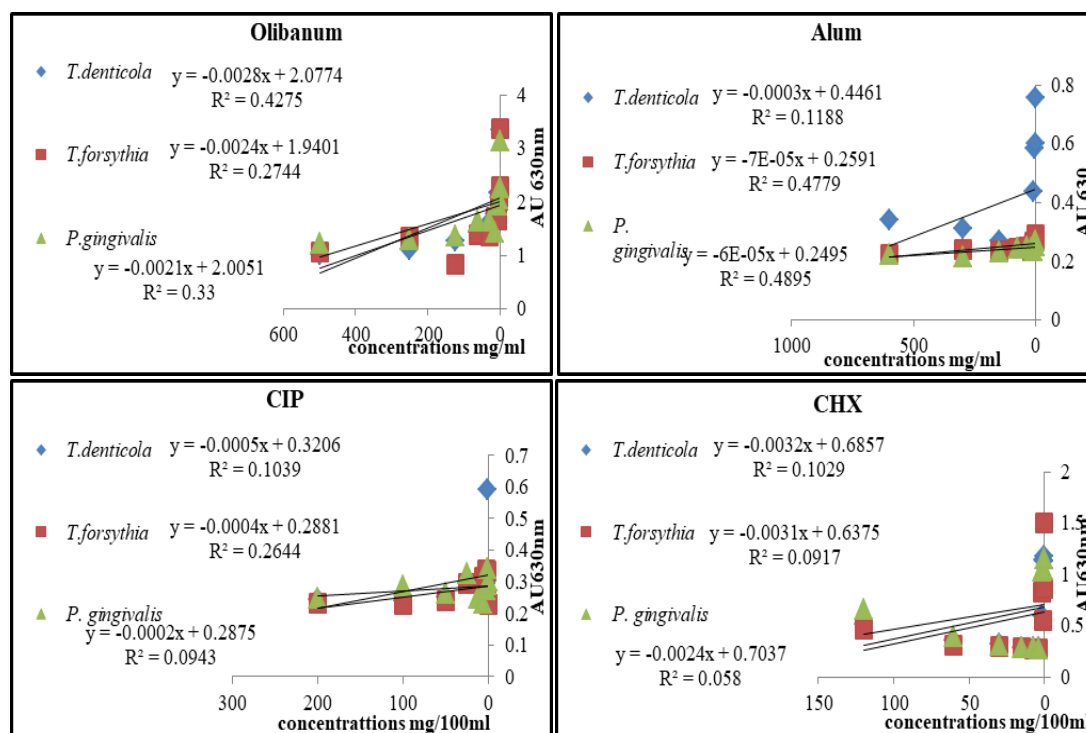 Olibanum
T.denticola y = -0.0028x + 2.0774
R² = 0.4275
T.forsythia y = -0.0024x + 1.9401
R² = 0.2744
P.gingivalis
y = -0.0021x + 2.0051
R² = 0.33
4
3
2
1
0
AU 630nm
600 400 200 0
concentrations mg/ml
Alum
T.denticola y = -0.0003x + 0.4461
R² = 0.1188
T.forsythia y = -7E-05x + 0.2591
R² = 0.4779
P.
gingivalis y = -6E-05x + 0.2495
R² = 0.4895
0.8
0.6
0.4
0.2
0
AU 630
1000 500 0
concentrations mg/ml
CIP
T.denticola y = -0.0005x + 0.3206
R² = 0.1039
T.forsythia y = -0.0004x + 0.2881
R² = 0.2644
P. gingivalis
y = -0.0002x + 0.2875
R² = 0.0943
0.7
0.6
0.5
0.4
0.3
0.2
0.1
0
AU630nm
300 200 100 0
concentrattions mg/100ml
CHX
T.denticola y = -0.0032x + 0.6857
R² = 0.1029
T.forsythia y = -0.0031x + 0.6375
R² = 0.0917
P. gingivalis
y = -0.0024x + 0.7037
R² = 0.058
2
1.5
1
0.5
0
AU630nm
150 100 50 0
concentrations mg/100ml